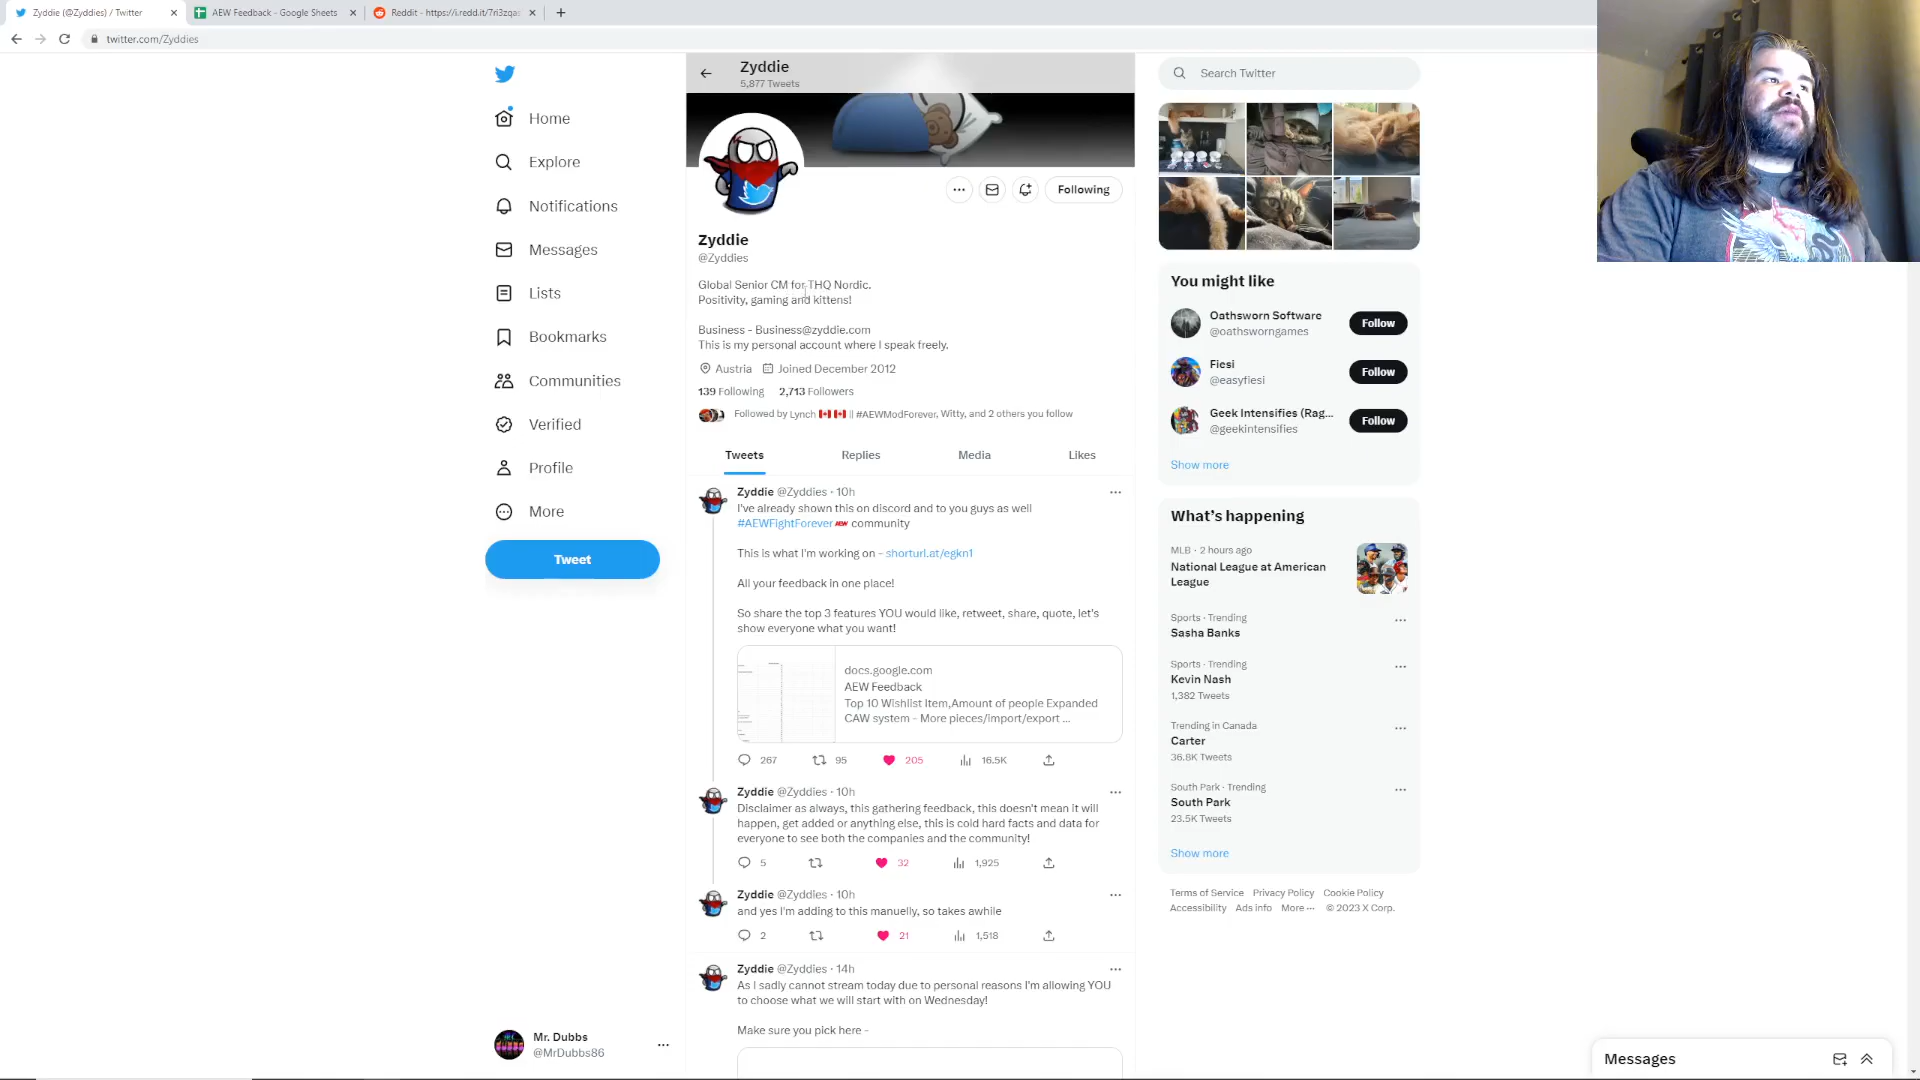 Zyddie (@Zyddies) / Twitter
AEW Feedback - Google Sheets
Reddit - https://i.redd.it/7ri3zqas
twitter.com/Zyddies
Home
Explore
Notifications
Messages
Lists
Bookmarks
Communities
Verified
Profile
More
Tweet
Mr. Dubbs
@MrDubbs86
Zyddie
5,877 Tweets
Following
Zyddie
@Zyddies
Global Senior CM for THQ Nordic.
Positivity, gaming and kittens!
Business - Business@zyddie.com
This is my personal account where I speak freely.
Austria Joined December 2012
139 Following 2,713 Followers
Followed by Lynch 🇨🇦 🇨🇦 || #AEWModForever, Witty, and 2 others you follow
Tweets Replies Media Likes
Zyddie @Zyddies · 10h
I've already shown this on discord and to you guys as well
#AEWFightForever AEW community
This is what I'm working on - shorturl.at/egkn1
All your feedback in one place!
So share the top 3 features YOU would like, retweet, share, quote, let's
show everyone what you want!
docs.google.com
AEW Feedback
Top 10 Wishlist Item,Amount of people Expanded
CAW system - More pieces/import/export ...
267 95 205 16.5K
Zyddie @Zyddies · 10h
Disclaimer as always, this gathering feedback, this doesn't mean it will
happen, get added or anything else, this is cold hard facts and data for
everyone to see both the companies and the community!
5 32 1,925
Zyddie @Zyddies · 10h
and yes I'm adding to this manuelly, so takes awhile
2 21 1,518
Zyddie @Zyddies · 14h
As I sadly cannot stream today due to personal reasons I'm allowing YOU
to choose what we will start with on Wednesday!
Make sure you pick here -
Search Twitter
You might like
Oathsworn Software
@oathsworngames
Follow
Fiesi
@easyfiesi
Follow
Geek Intensifies (Rag...
@geekintensifies
Follow
Show more
What's happening
MLB · 2 hours ago
National League at American
League
Sports · Trending
Sasha Banks
Sports · Trending
Kevin Nash
1,382 Tweets
Trending in Canada
Carter
36.8K Tweets
South Park · Trending
South Park
23.5K Tweets
Show more
Terms of Service Privacy Policy Cookie Policy
Accessibility Ads info More ··· © 2023 X Corp.
Messages